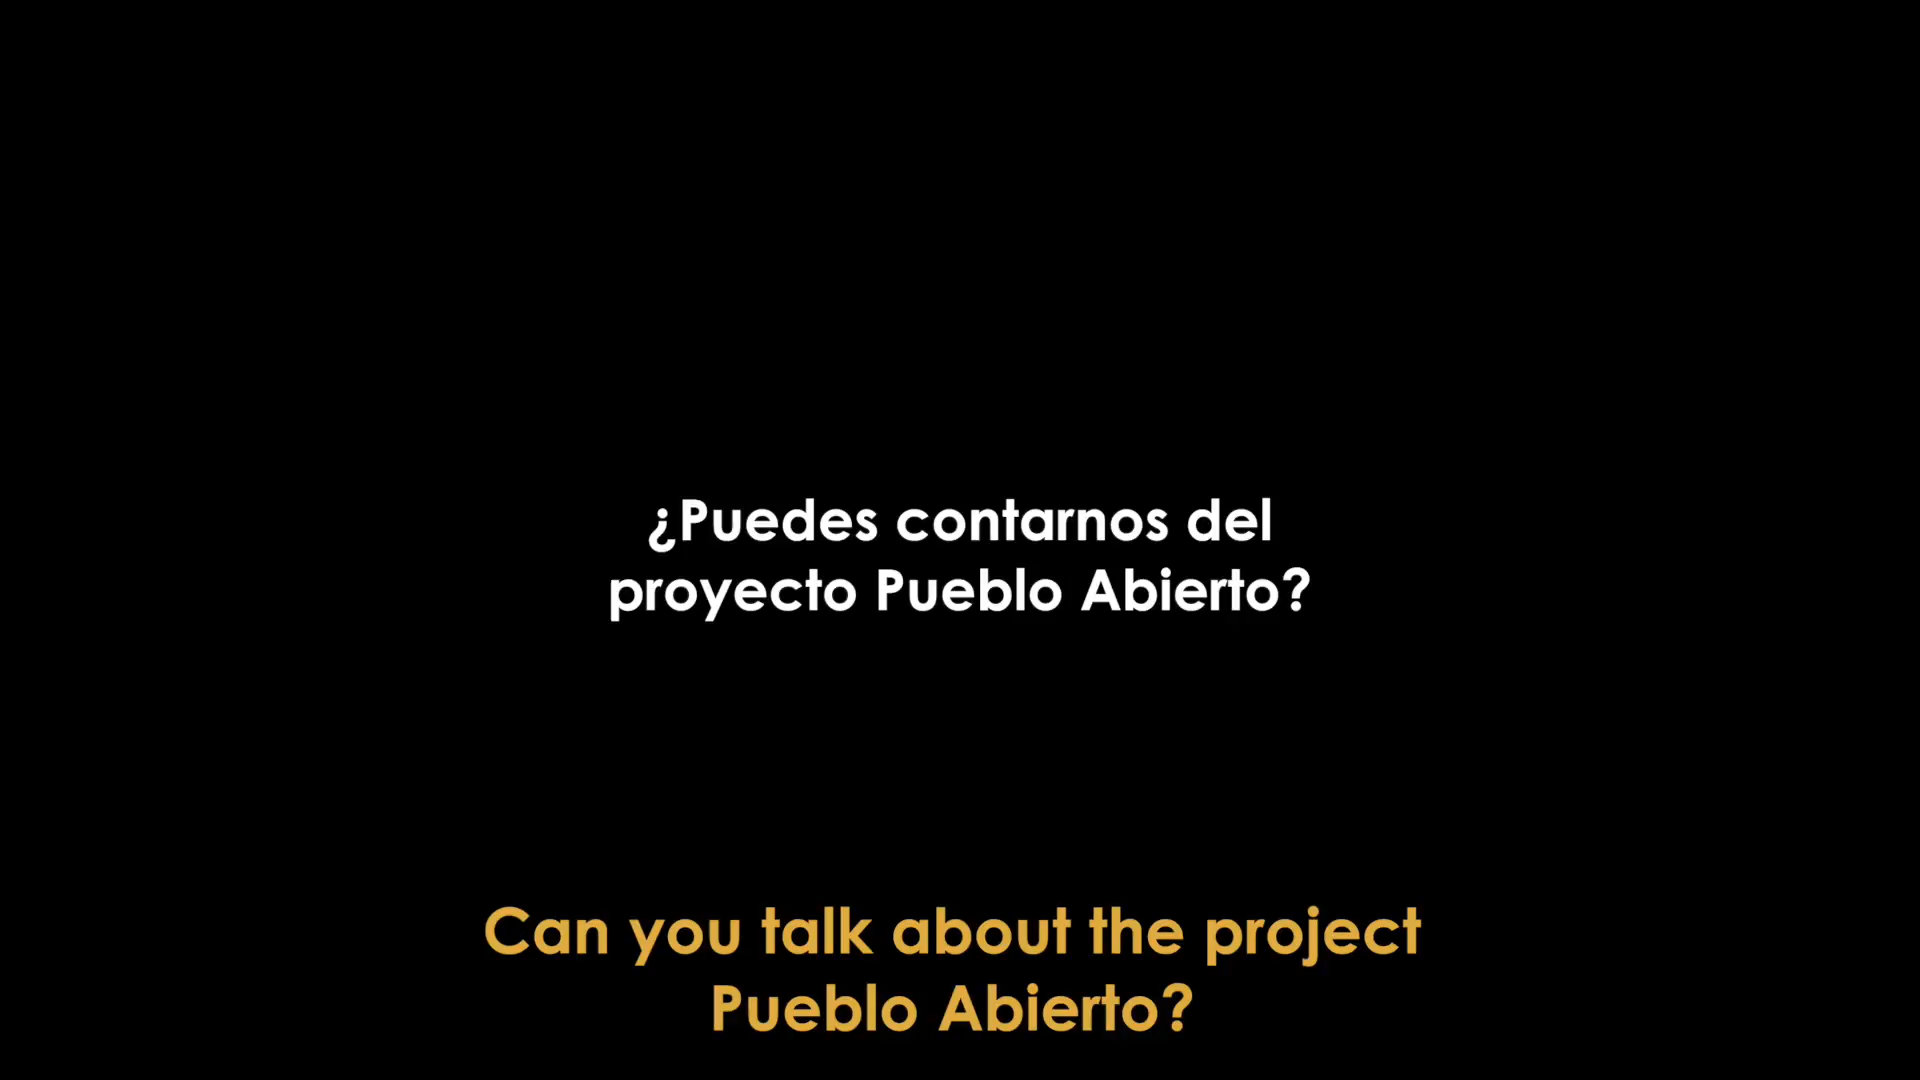 ¿Puedes contarnos del
proyecto Pueblo Abierto?
Can you talk about the project
Pueblo Abierto?